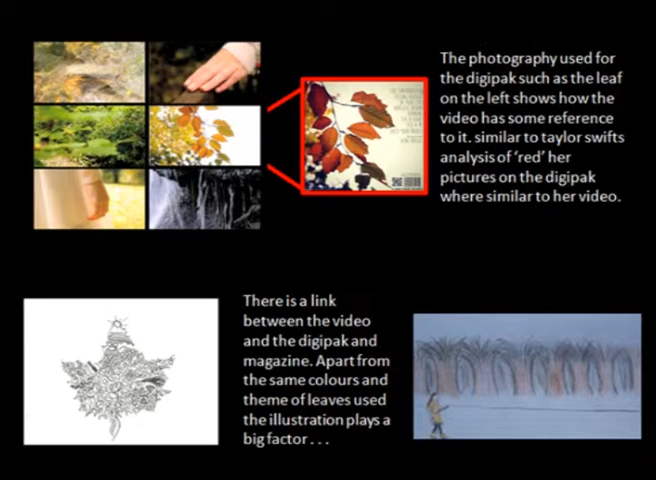 The photography used for
the digipak such as the leaf
on the left shows how the
video has some reference
to it. similar to taylor swifts
analysis of 'red' her
pictures on the digipak
where similar to her video.
There is a link
between the video
and the digipak and
magazine. Apart from
the same colours and
theme of leaves used
the illustration plays a
big factor . . .